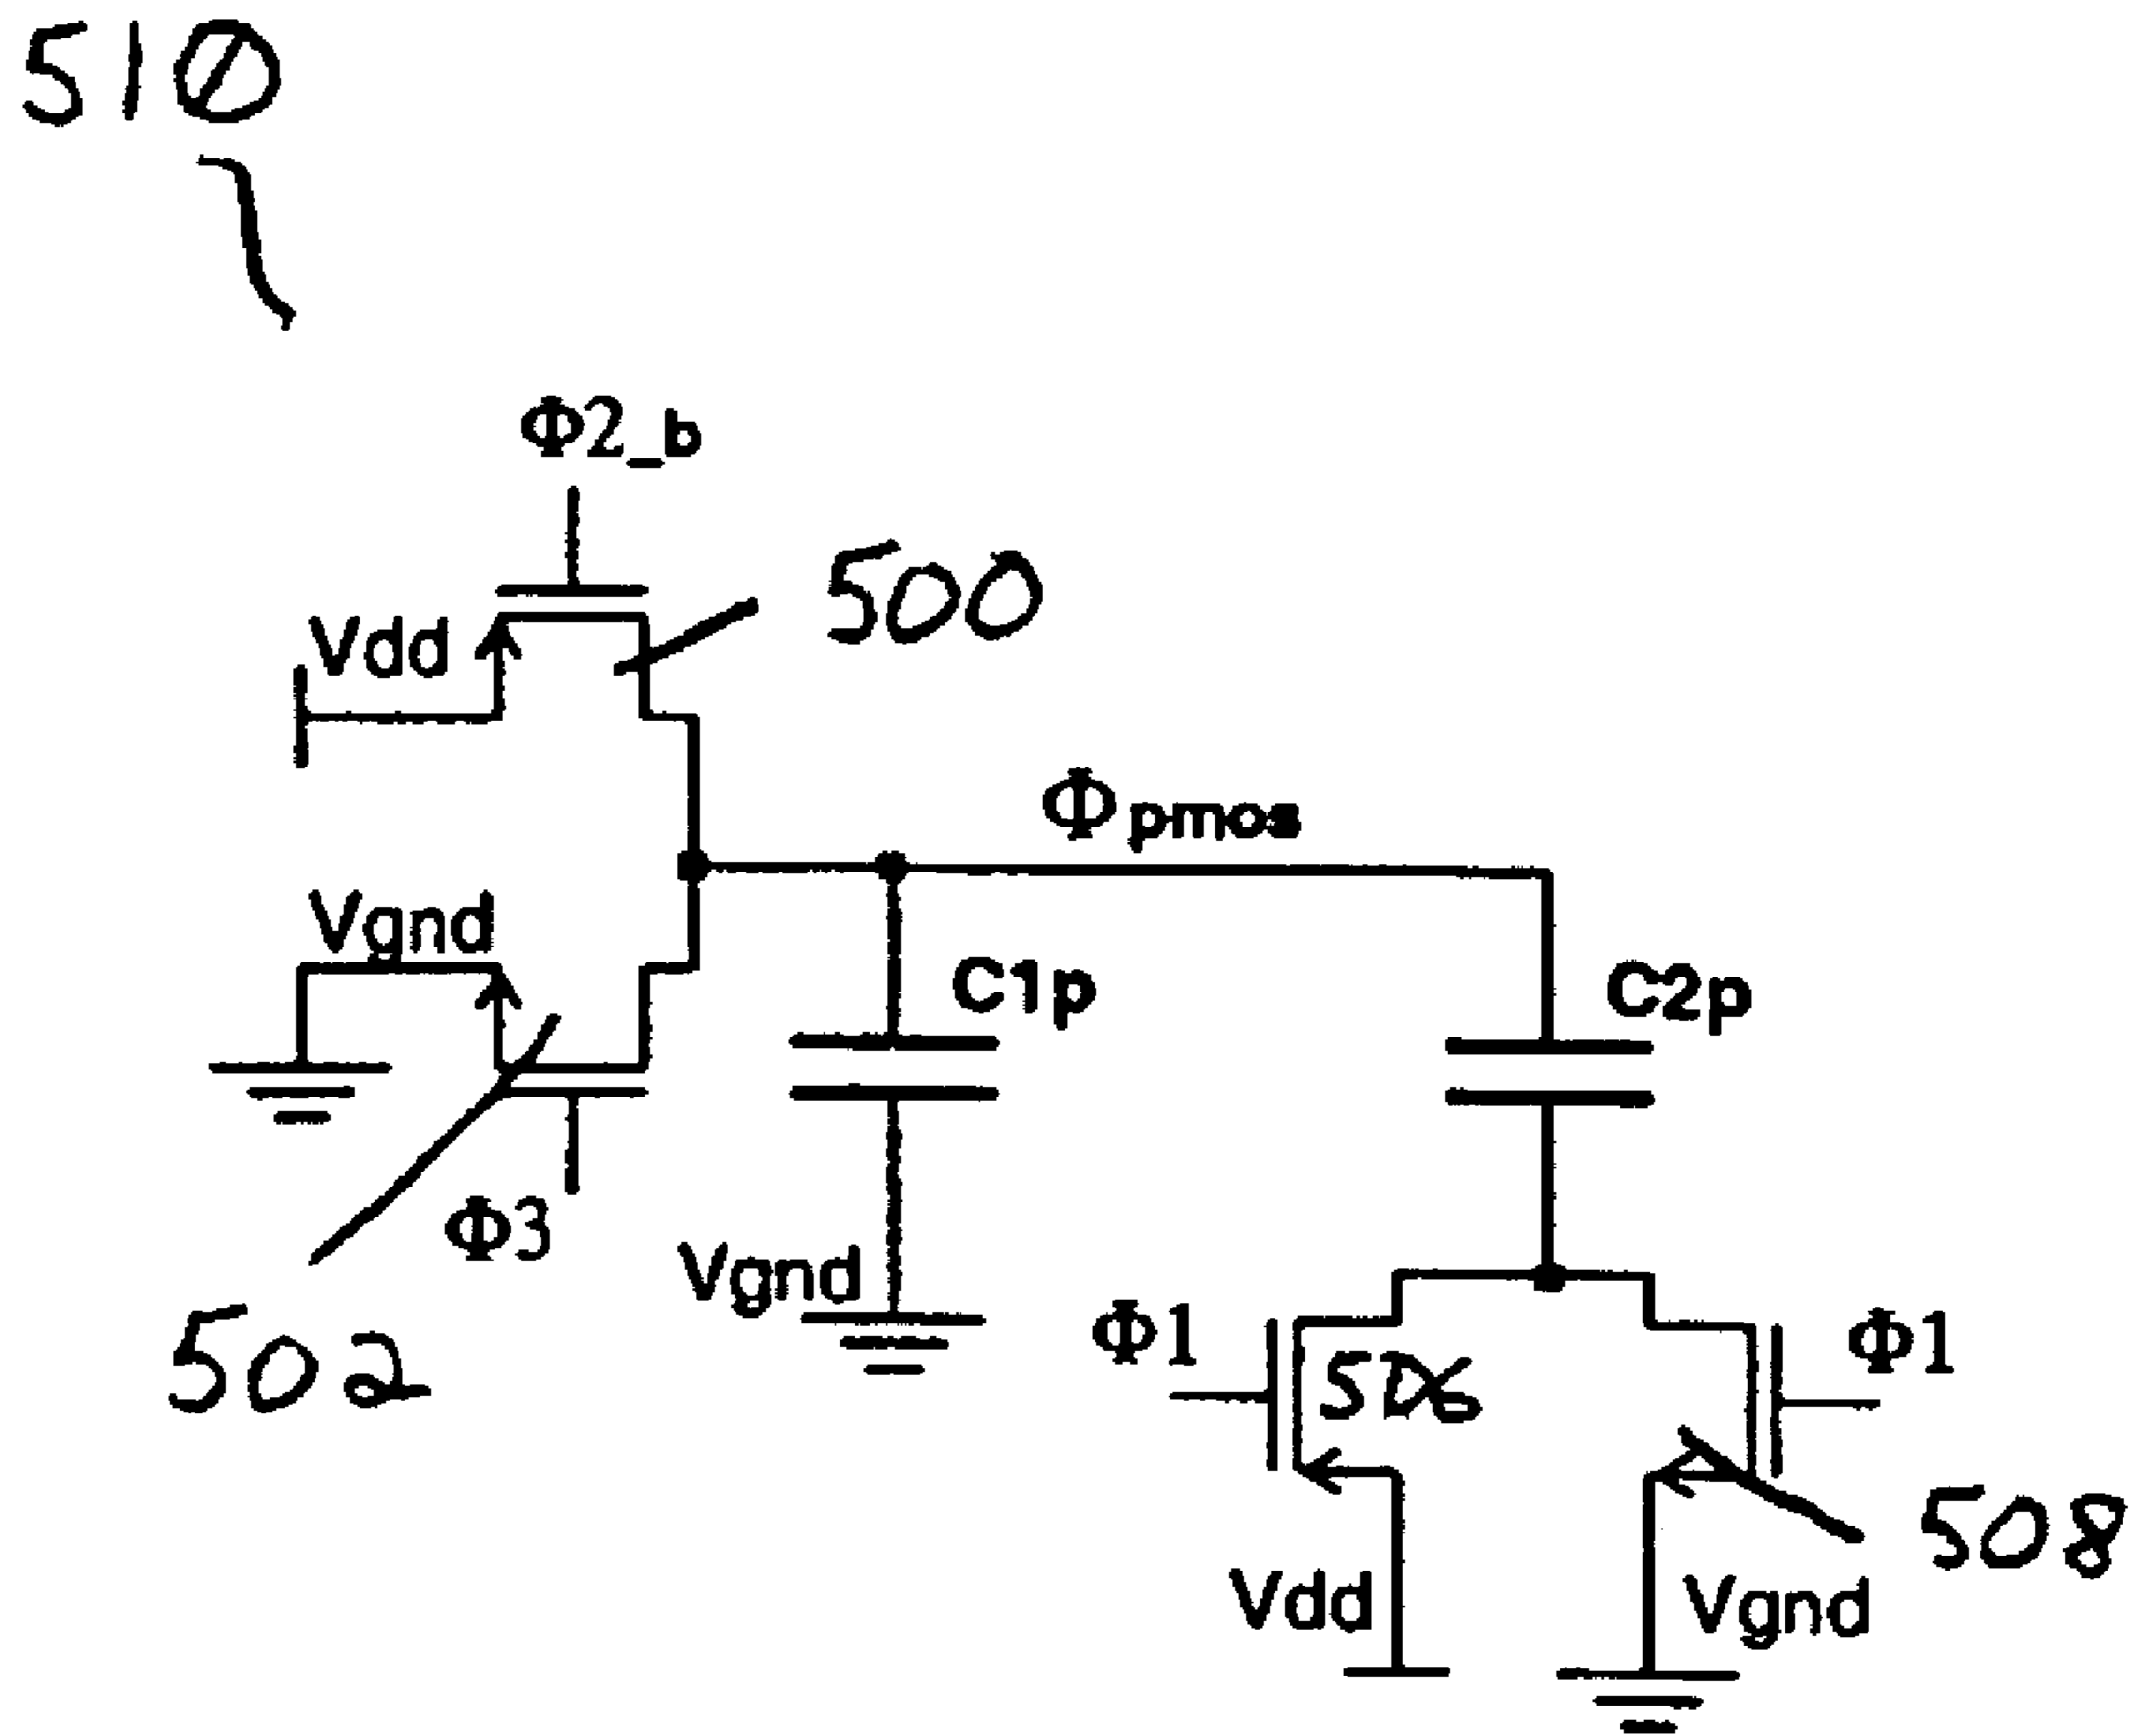 510
Φ2_b
500
Vdd
Φpmos
Vgnd
C1p
C2p
Φ3
Vgnd
502
Φ1
506
Φ1
508
Vdd
Vgnd